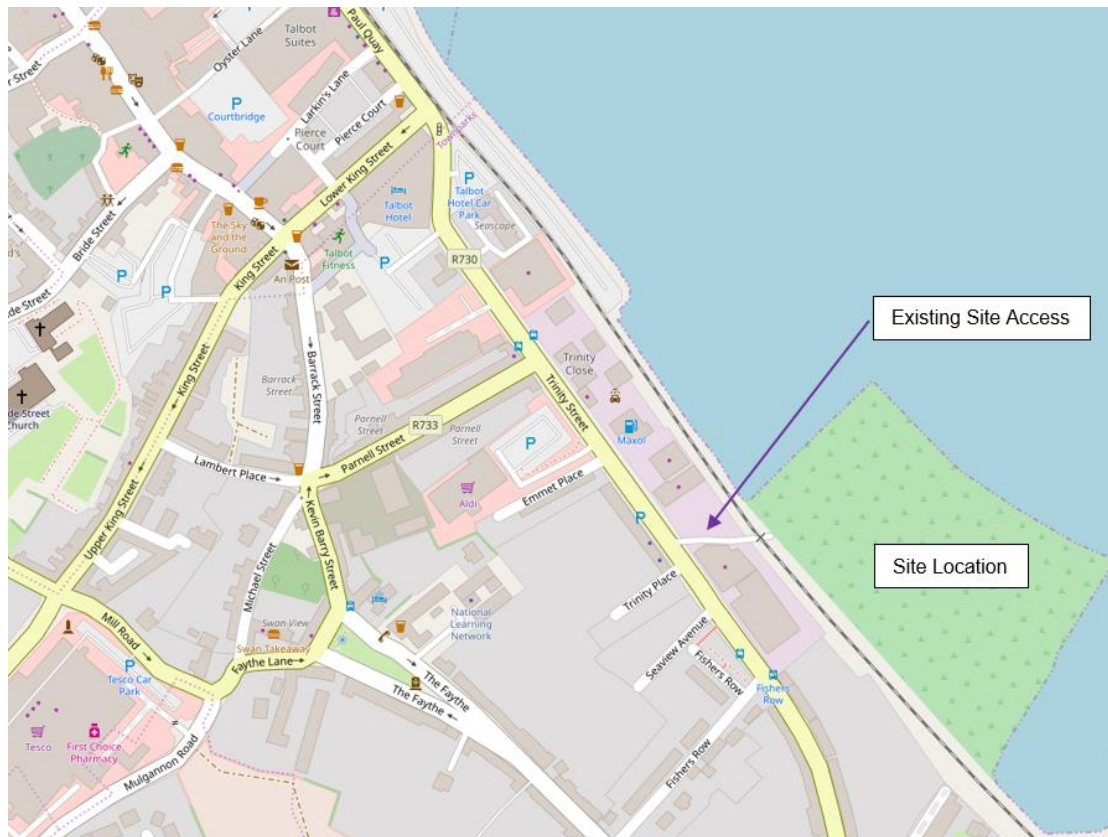 Paul Quay
Oyster Lane
Talbot
Suites
Larkin's Lane
Courtbridge
Pierce
Court
Pierce Court
Townparks
Lower King Street
Talbot
Hotel
Talbot
Hotel Car
Park
Seascape
Bride Street
The Sky
and the
Ground
Talbot
Fitness
King Street
An Post
R730
Existing Site Access
Street
Church
King Street
Barrack Street
Barrack
Street
Trinity
Close
Trinity Street
Maxol
Parnell
Street
R733
Parnell
Street
Parnell Street
Lambert Place
Aldi
Emmet Place
Upper King Street
Kevin Barry Street
Michael Street
Site Location
Trinity Place
National
Learning
Network
Swan View
Swan Takeaway
Faythe Lane
Mill Road
Seaview Avenue
Fishers Row
Fishers
Row
The Faythe
The Faythe
Tesco Car
Park
Tesco
First Choice
Pharmacy
Mulgannon Road
Fishers Row